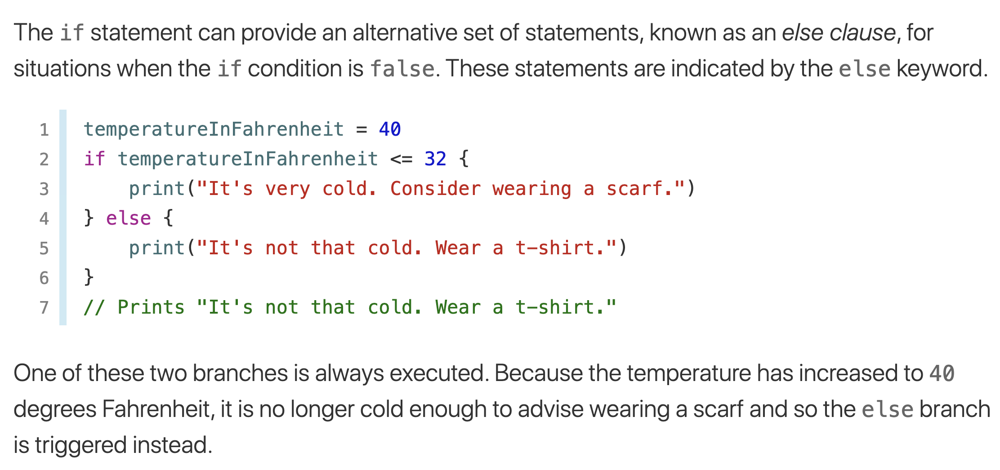 The if statement can provide an alternative set of statements, known as an else clause, for
situations when the if condition is false. These statements are indicated by the else keyword.
1 temperatureInFahrenheit = 40
2 if temperatureInFahrenheit <= 32 {
3     print("It's very cold. Consider wearing a scarf.")
4 } else {
5     print("It's not that cold. Wear a t-shirt.")
6 }
7 // Prints "It's not that cold. Wear a t-shirt."
One of these two branches is always executed. Because the temperature has increased to 40
degrees Fahrenheit, it is no longer cold enough to advise wearing a scarf and so the else branch
is triggered instead.